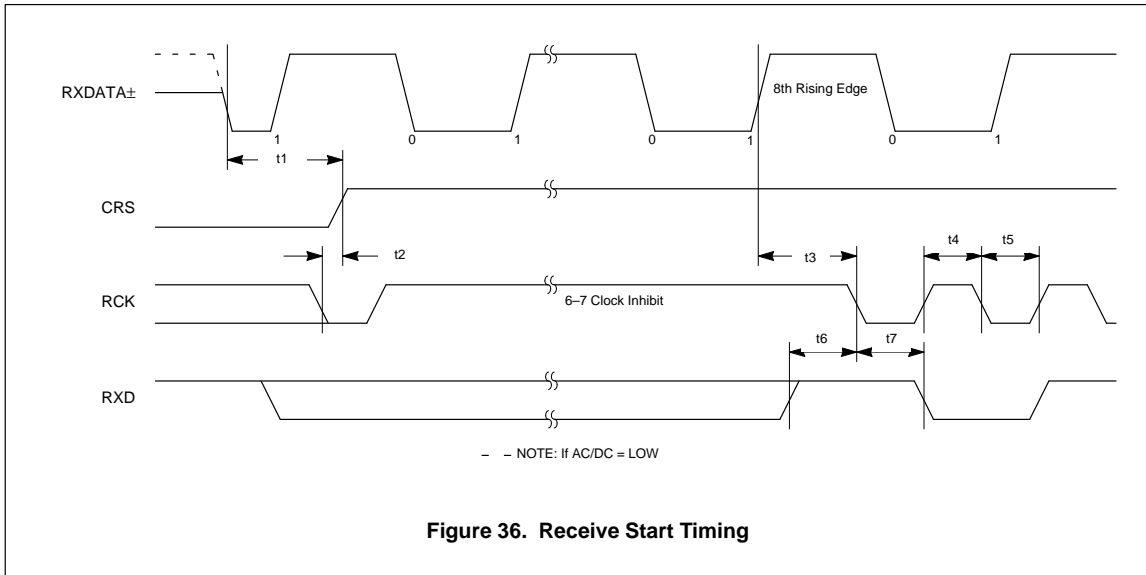 RXDATA±
8th Rising Edge
1 0 1 0 1 0 1
t1
CRS
t2
t3
t4
t5
RCK
6–7 Clock Inhibit
t6
t7
RXD
– – NOTE: If AC/DC = LOW
Figure 36. Receive Start Timing